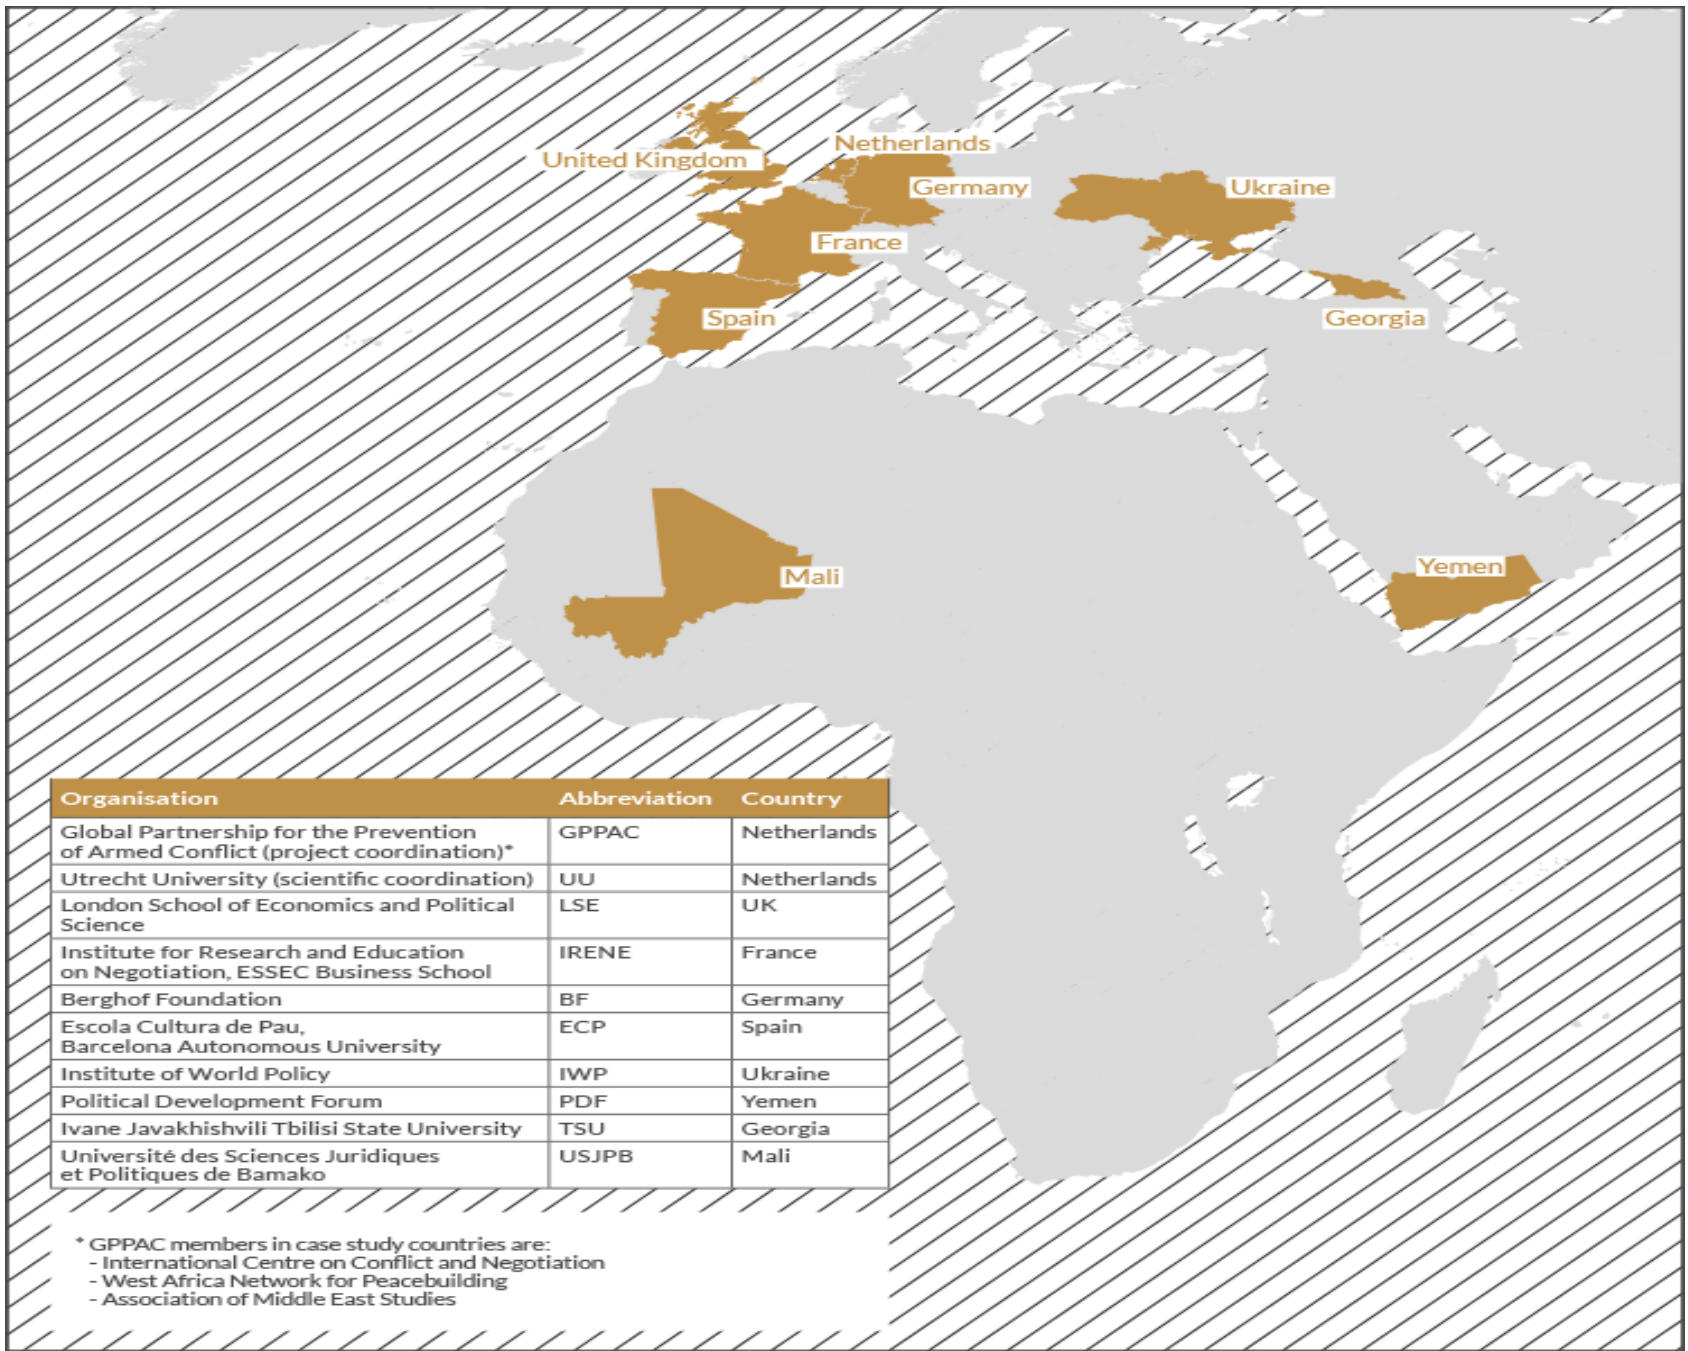 Netherlands
United Kingdom
Germany
Ukraine
France
Spain
Georgia
Mali
Yemen
Organisation Abbreviation Country
Global Partnership for the Prevention
of Armed Conflict (project coordination)* GPPAC Netherlands
Utrecht University (scientific coordination) UU Netherlands
London School of Economics and Political
Science LSE UK
Institute for Research and Education
on Negotiation, ESSEC Business School IRENE France
Berghof Foundation BF Germany
Escola Cultura de Pau,
Barcelona Autonomous University ECP Spain
Institute of World Policy IWP Ukraine
Political Development Forum PDF Yemen
Ivane Javakhishvili Tbilisi State University TSU Georgia
Université des Sciences Juridiques
et Politiques de Bamako USJPB Mali
* GPPAC members in case study countries are:
- International Centre on Conflict and Negotiation
- West Africa Network for Peacebuilding
- Association of Middle East Studies